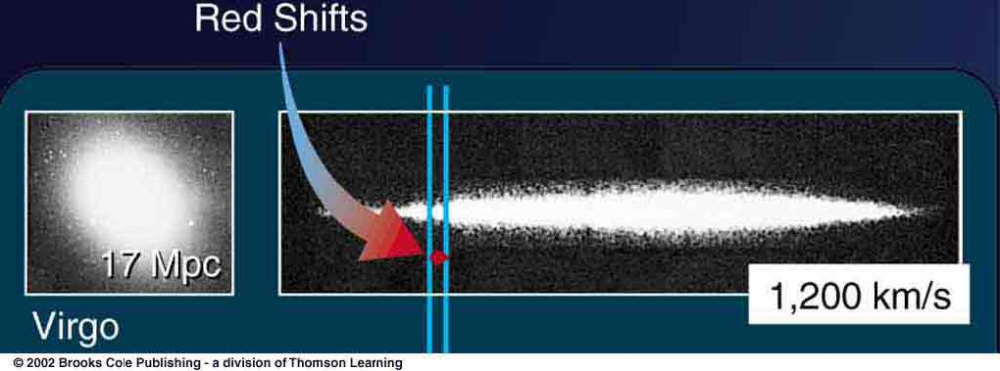 Red Shifts
17 Mpc
1,200 km/s
Virgo
© 2002 Brooks Cole Publishing - a division of Thomson Learning